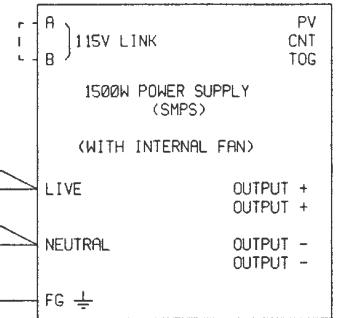 A PV
115V LINK CNT
B TOG
1500W POWER SUPPLY
(SMPS)
(WITH INTERNAL FAN)
LIVE OUTPUT +
OUTPUT +
NEUTRAL OUTPUT -
OUTPUT -
FG